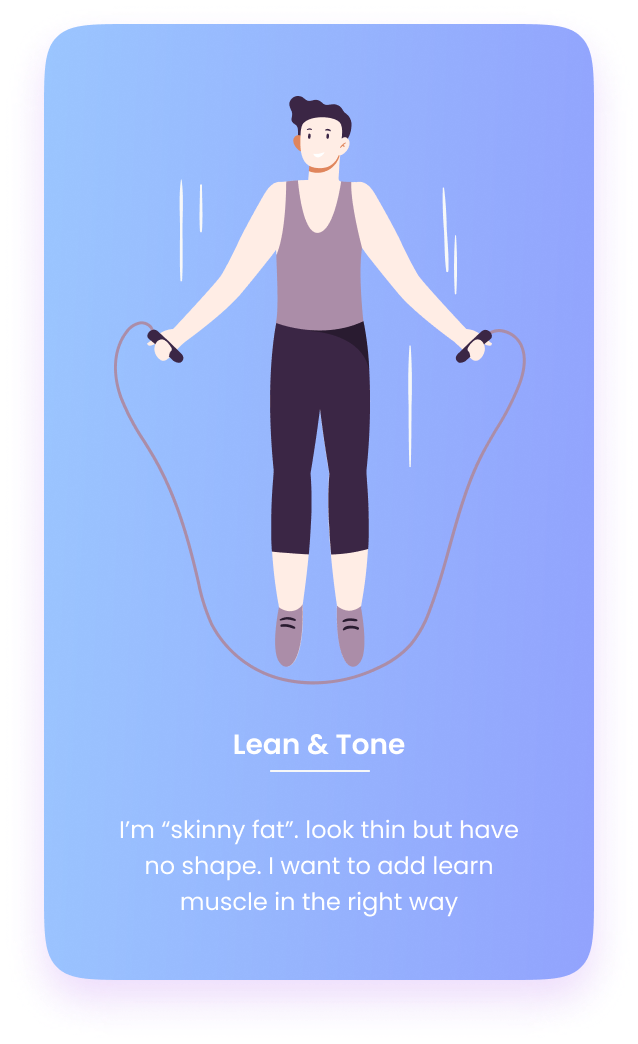 Lean & Tone
I’m “skinny fat”. look thin but have
no shape. I want to add learn
muscle in the right way